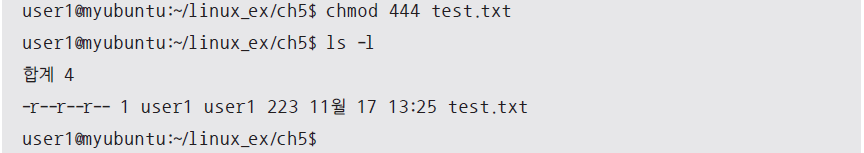 user1@myubuntu:~/linux_ex/ch5$ chmod 444 test.txt
user1@myubuntu:~/linux_ex/ch5$ ls -l
합계 4
-r--r--r-- 1 user1 user1 223 11월 17 13:25 test.txt
user1@myubuntu:~/linux_ex/ch5$